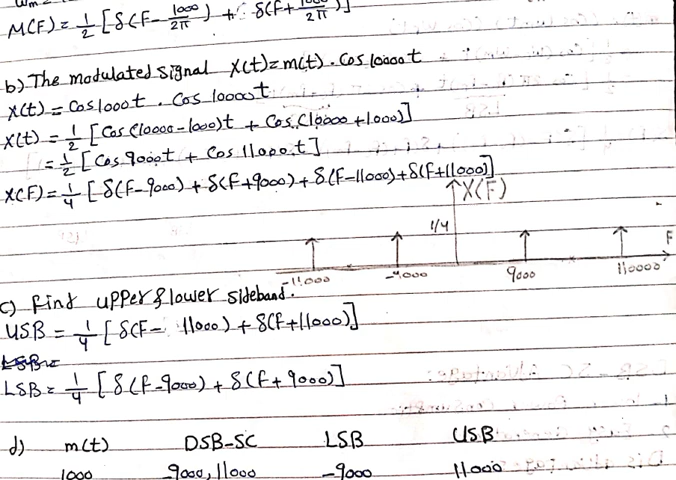 M(F) = 1/2 [δ(F- 1000/2π) + δ(F+ 1000/2π)]
b) The modulated signal X(t) = m(t) . Cos 10000 t
X(t) = Cos 1000t . Cos 10000 t
X(t) = 1/2 [Cos (10000-1000)t + Cos (10000 +1000)]
= 1/2 [Cos 9000t + Cos 11000 t]
X(F) = 1/4 [δ(F-9000) + δ(F+9000) + δ(F-11000) + δ(F+11000)]
X(F)
1/4
F
-11000 -9000 9000 110000
c) Find upper & lower sideband.
USB = 1/4 [δ(F- 11000) + δ(F+11000)]
LSB =
LSB = 1/4 [δ(F-9000) + δ(F+9000)]
d) m(t) DSB-SC LSB USB
1000 9000, 11000 -9000 11000